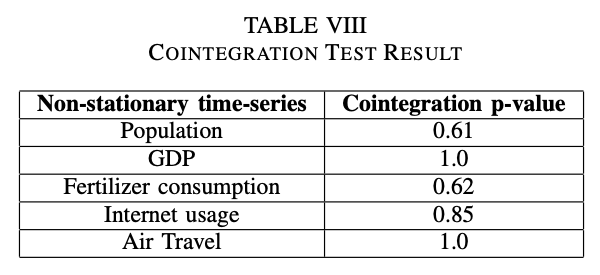 TABLE VIII
COINTEGRATION TEST RESULT
Non-stationary time-series Cointegration p-value
Population 0.61
GDP 1.0
Fertilizer consumption 0.62
Internet usage 0.85
Air Travel 1.0